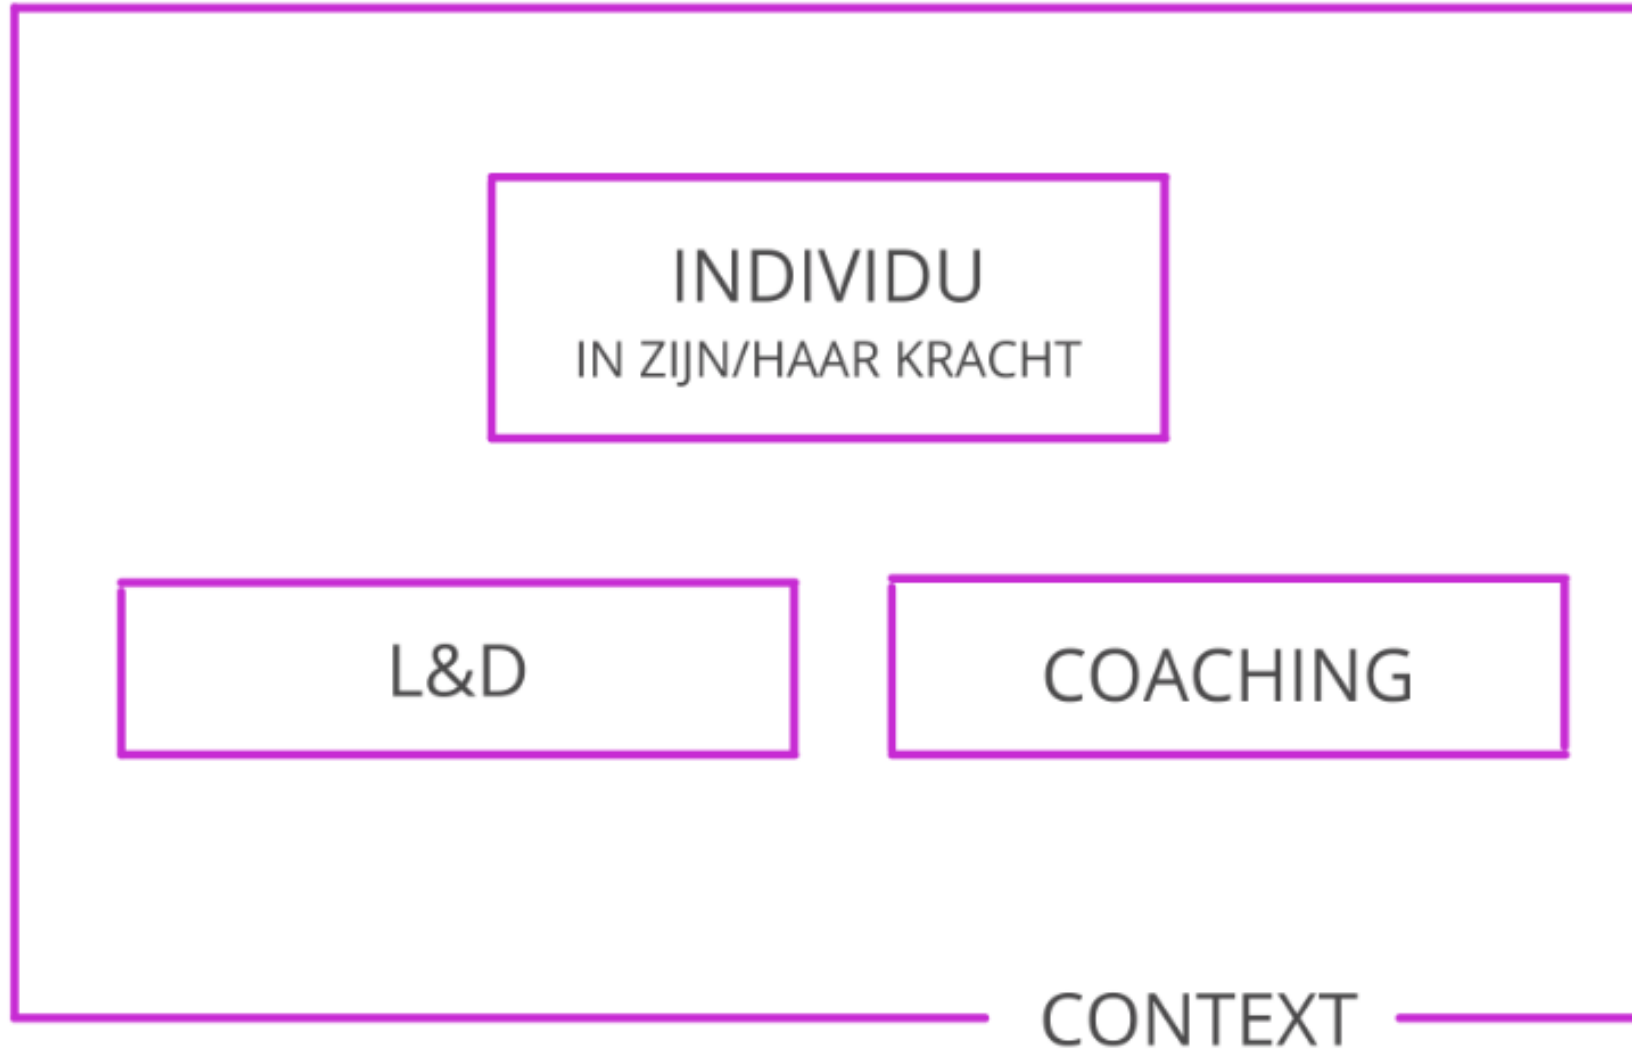 INDIVIDU
IN ZIJN/HAAR KRACHT
L&D
COACHING
CONTEXT